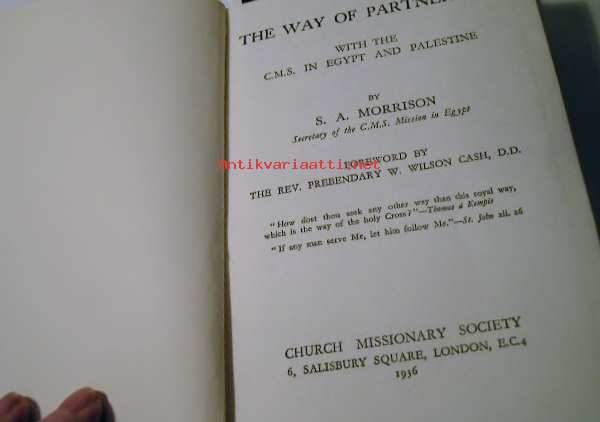 THE WAY OF
WITH THE
C.M.S. IN EGYPT AND PALESTINE
BY
S. A. MORRISON
Secretary of the C.M.S. Mission in Egypt
Antikvariaatti.net
FOREWORD BY
THE REV. PREBENDARY W. WILSON CASH, D.D.
"How dost thou seek any other way than this royal way,
which is the way of the holy Cross?"—Thomas á Kempis
"If any man serve Me, let him follow Me."—St. John xii. 26
CHURCH MISSIONARY SOCIETY
6, SALISBURY SQUARE, LONDON, E.C.4
1936